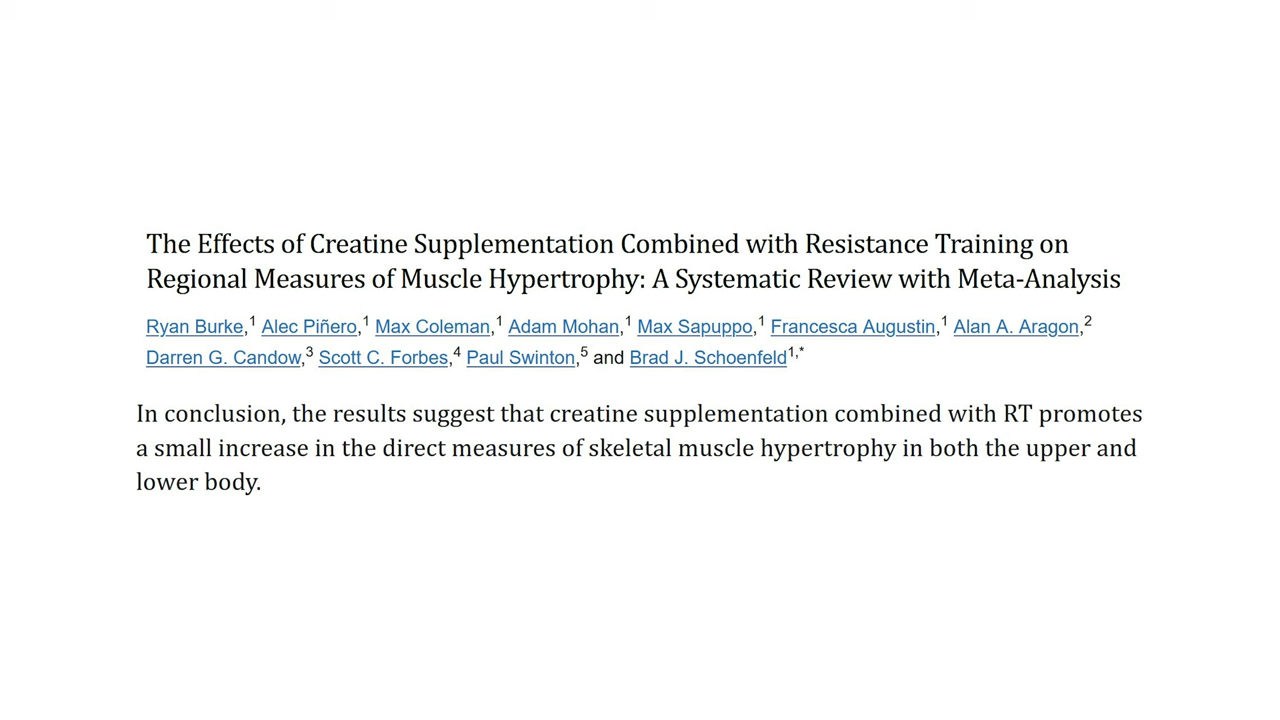 The Effects of Creatine Supplementation Combined with Resistance Training on
Regional Measures of Muscle Hypertrophy: A Systematic Review with Meta-Analysis
Ryan Burke,1 Alec Piñero,1 Max Coleman,1 Adam Mohan,1 Max Sapuppo,1 Francesca Augustin,1 Alan A. Aragon,2
Darren G. Candow,3 Scott C. Forbes,4 Paul Swinton,5 and Brad J. Schoenfeld1,*
In conclusion, the results suggest that creatine supplementation combined with RT promotes
a small increase in the direct measures of skeletal muscle hypertrophy in both the upper and
lower body.